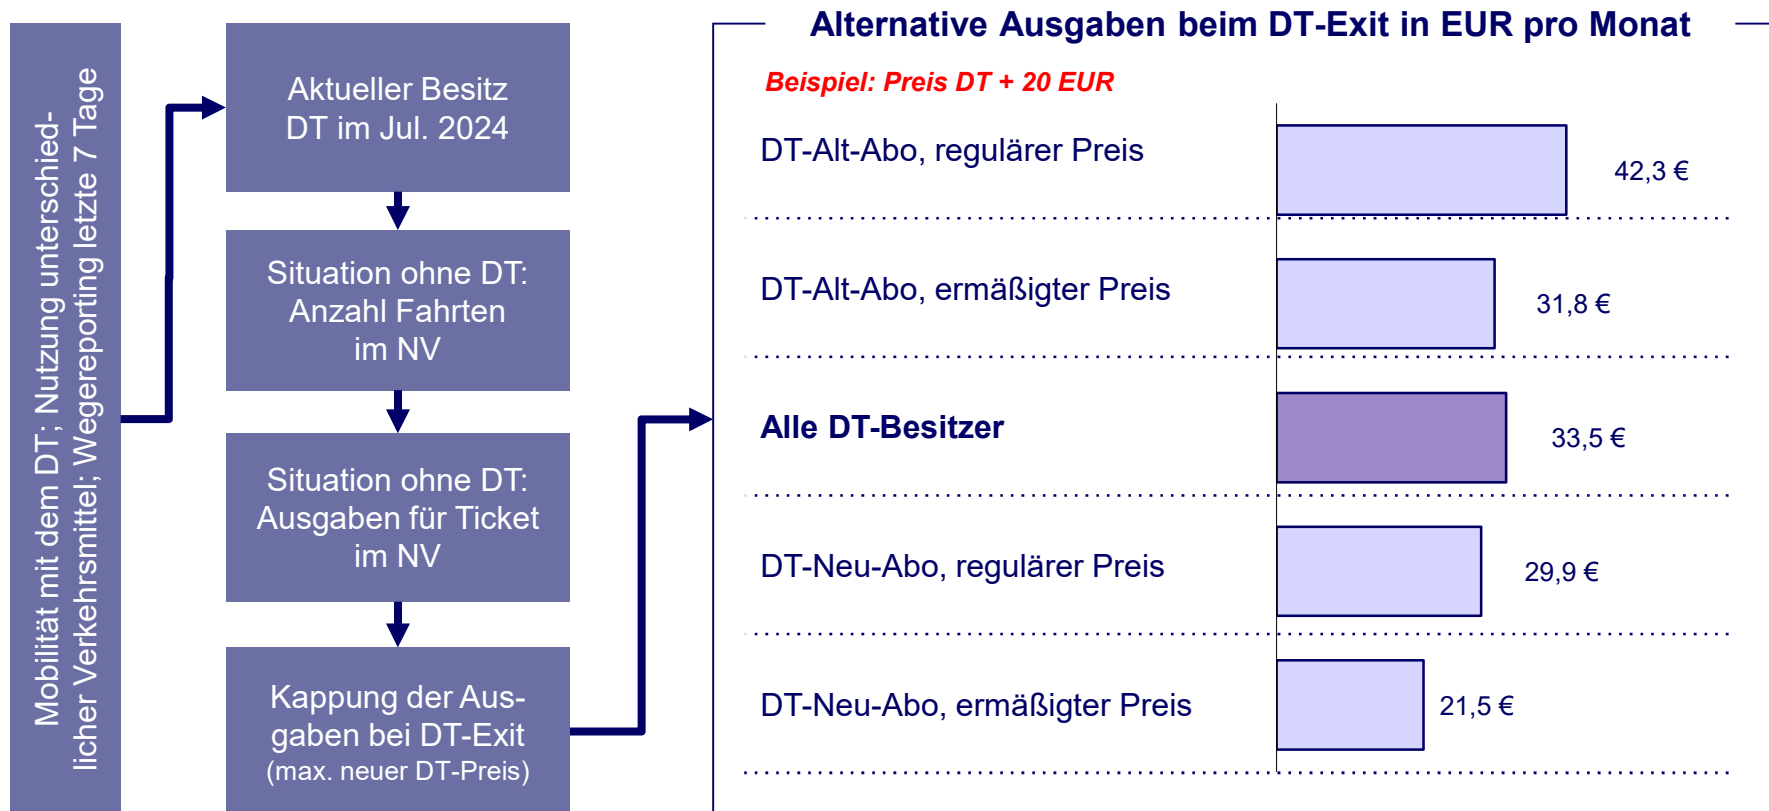 Mobilität mit dem DT; Nutzung unterschied-
licher Verkehrsmittel; Wegereporting letzte 7 Tage
Aktueller Besitz
DT im Jul. 2024
Situation ohne DT:
Anzahl Fahrten
im NV
Situation ohne DT:
Ausgaben für Ticket
im NV
Kappung der Aus-
gaben bei DT-Exit
(max. neuer DT-Preis)
Alternative Ausgaben beim DT-Exit in EUR pro Monat
Beispiel: Preis DT + 20 EUR
DT-Alt-Abo, regulärer Preis
42,3 €
DT-Alt-Abo, ermäßigter Preis
31,8 €
Alle DT-Besitzer
33,5 €
DT-Neu-Abo, regulärer Preis
29,9 €
DT-Neu-Abo, ermäßigter Preis
21,5 €